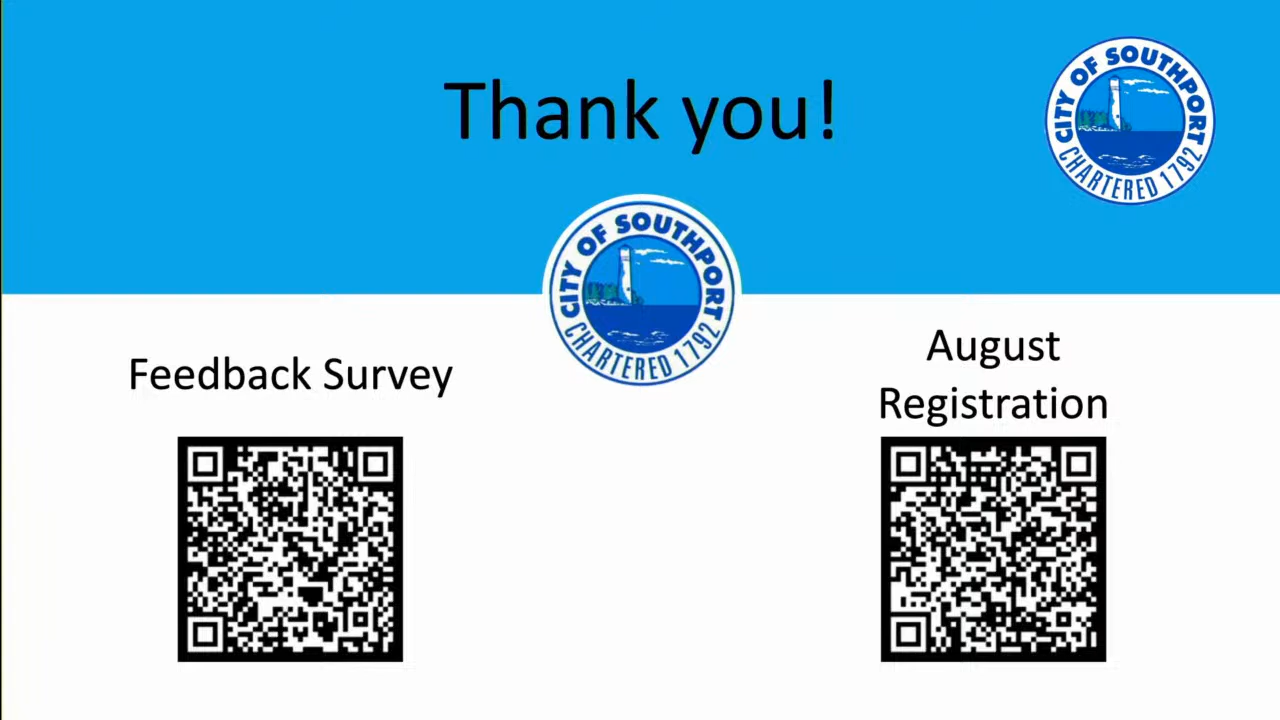 Thank you!
CITY OF SOUTHPORT
CHARTERED 1792
CITY OF SOUTHPORT
CHARTERED 1792
Feedback Survey
August
Registration